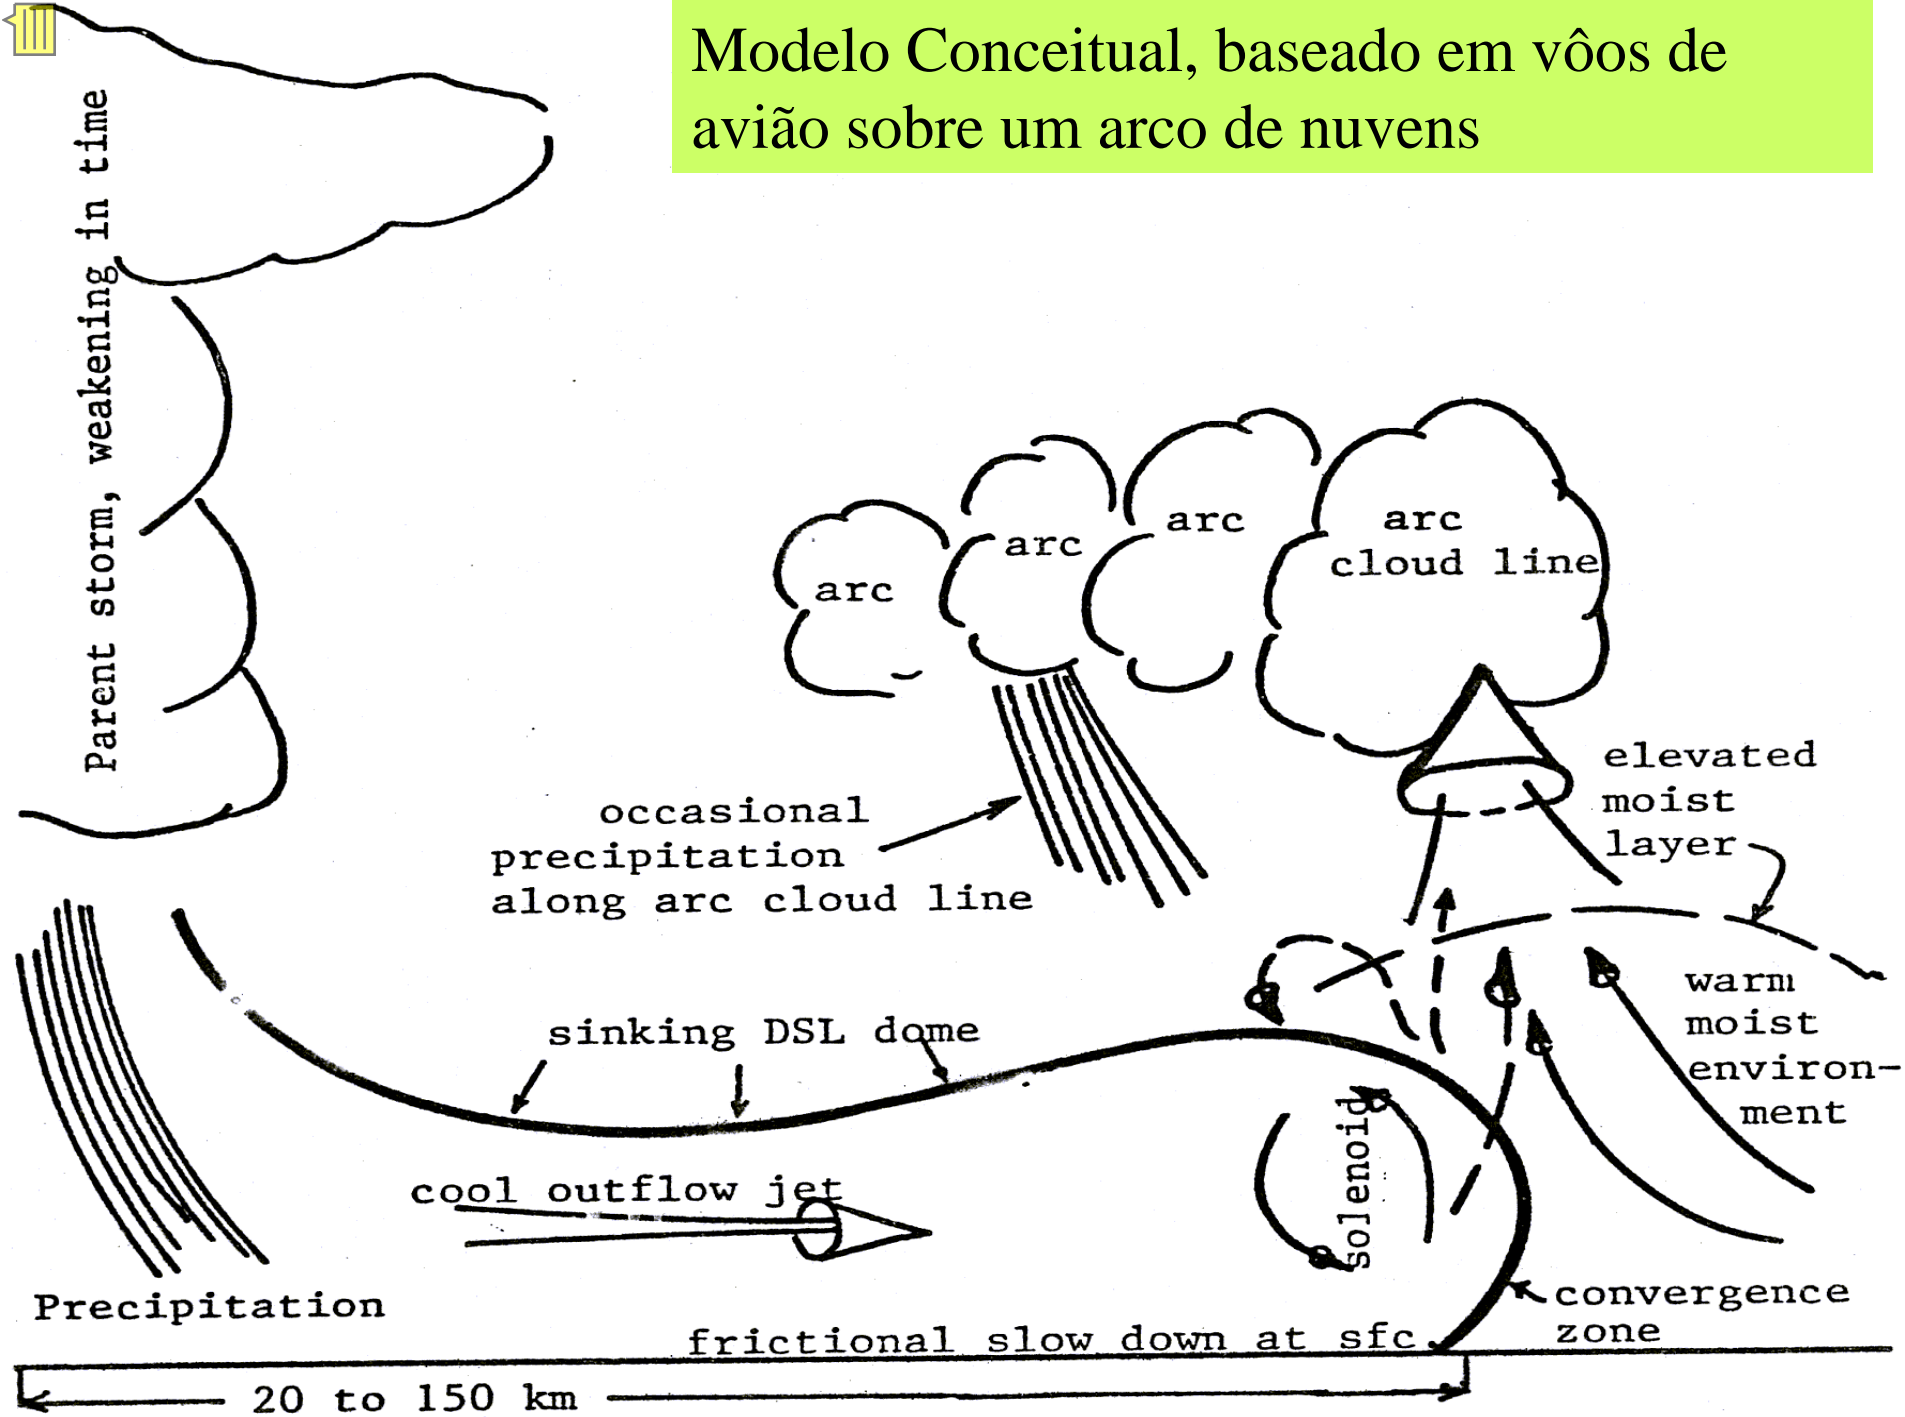 Modelo Conceitual, baseado em vôos de
avião sobre um arco de nuvens
Parent storm, weakening in time
arc
arc
arc
arc
cloud line
elevated
moist
layer
occasional
precipitation
along arc cloud line
warm
moist
environ-
ment
sinking DSL dome
solenoid
cool outflow jet
convergence
zone
Precipitation
frictional slow down at sfc.
20 to 150 km